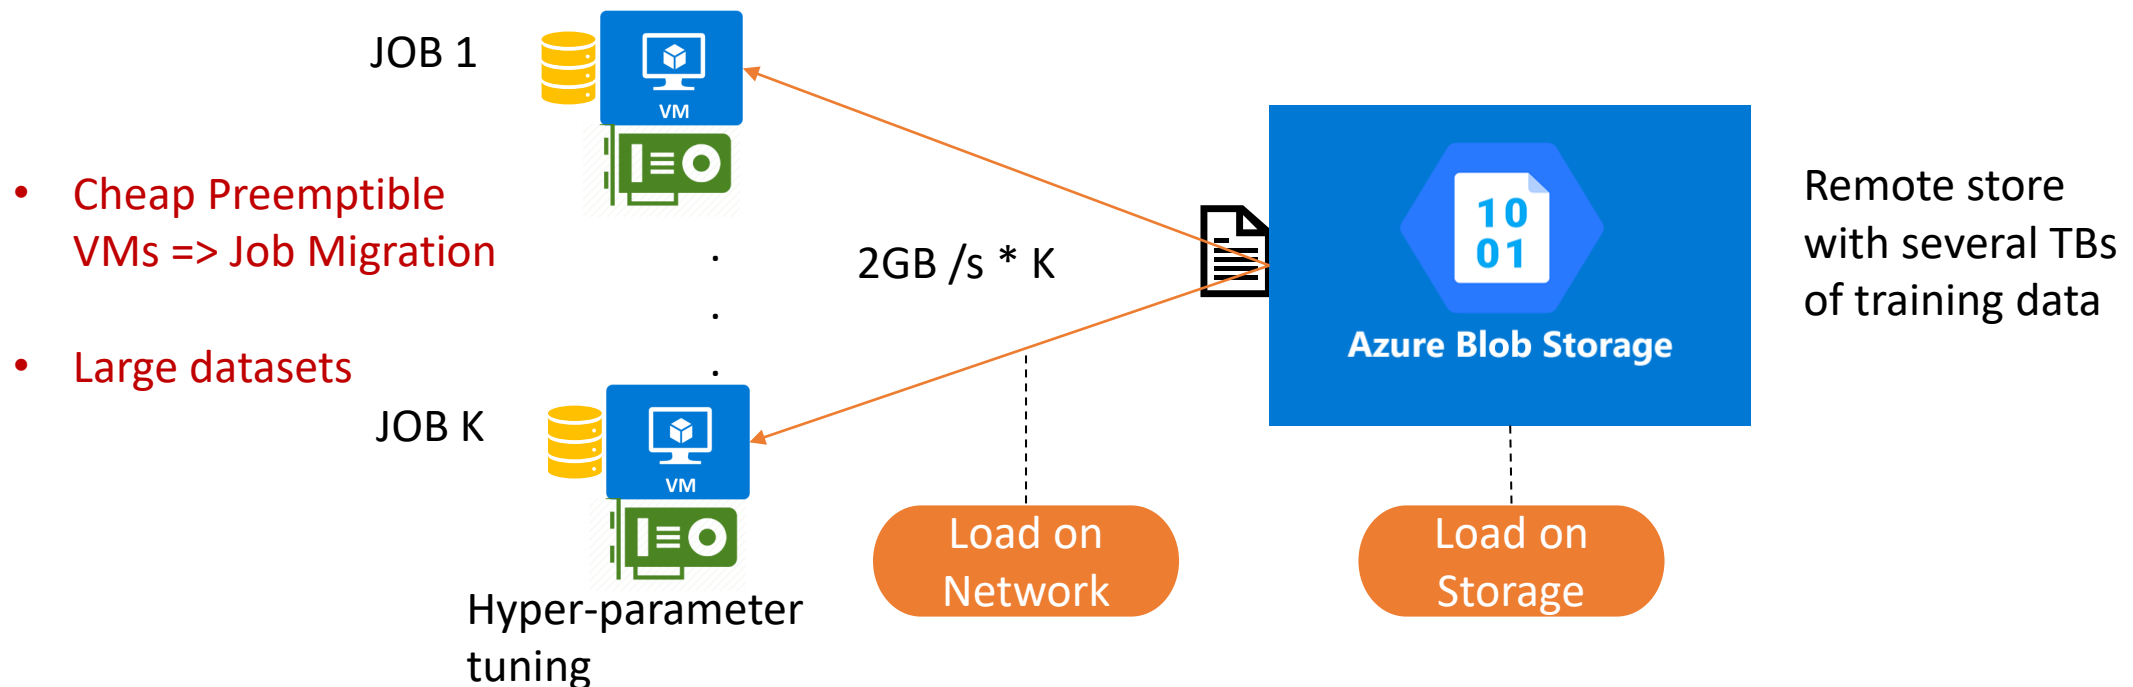 JOB 1
VM
• Cheap Preemptible
VMs => Job Migration
• Large datasets
.
.
.
2GB /s * K
10
01
Azure Blob Storage
Remote store
with several TBs
of training data
JOB K
VM
Hyper-parameter
tuning
Load on
Network
Load on
Storage